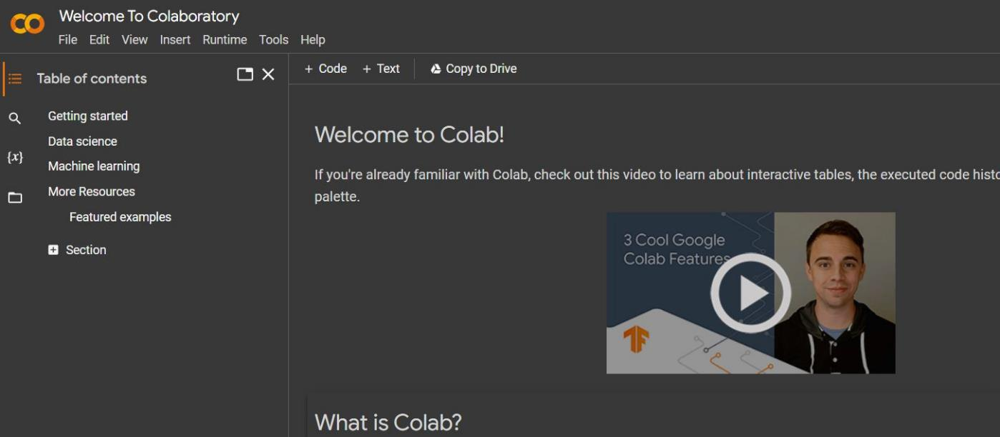 Welcome To Colaboratory
File Edit View Insert Runtime Tools Help
Table of contents
Getting started
Data science
Machine learning
More Resources
Featured examples
Section
+ Code + Text Copy to Drive
Welcome to Colab!
If you're already familiar with Colab, check out this video to learn about interactive tables, the executed code
palette.
3 Cool Google
Colab Features
What is Colab?
{x}